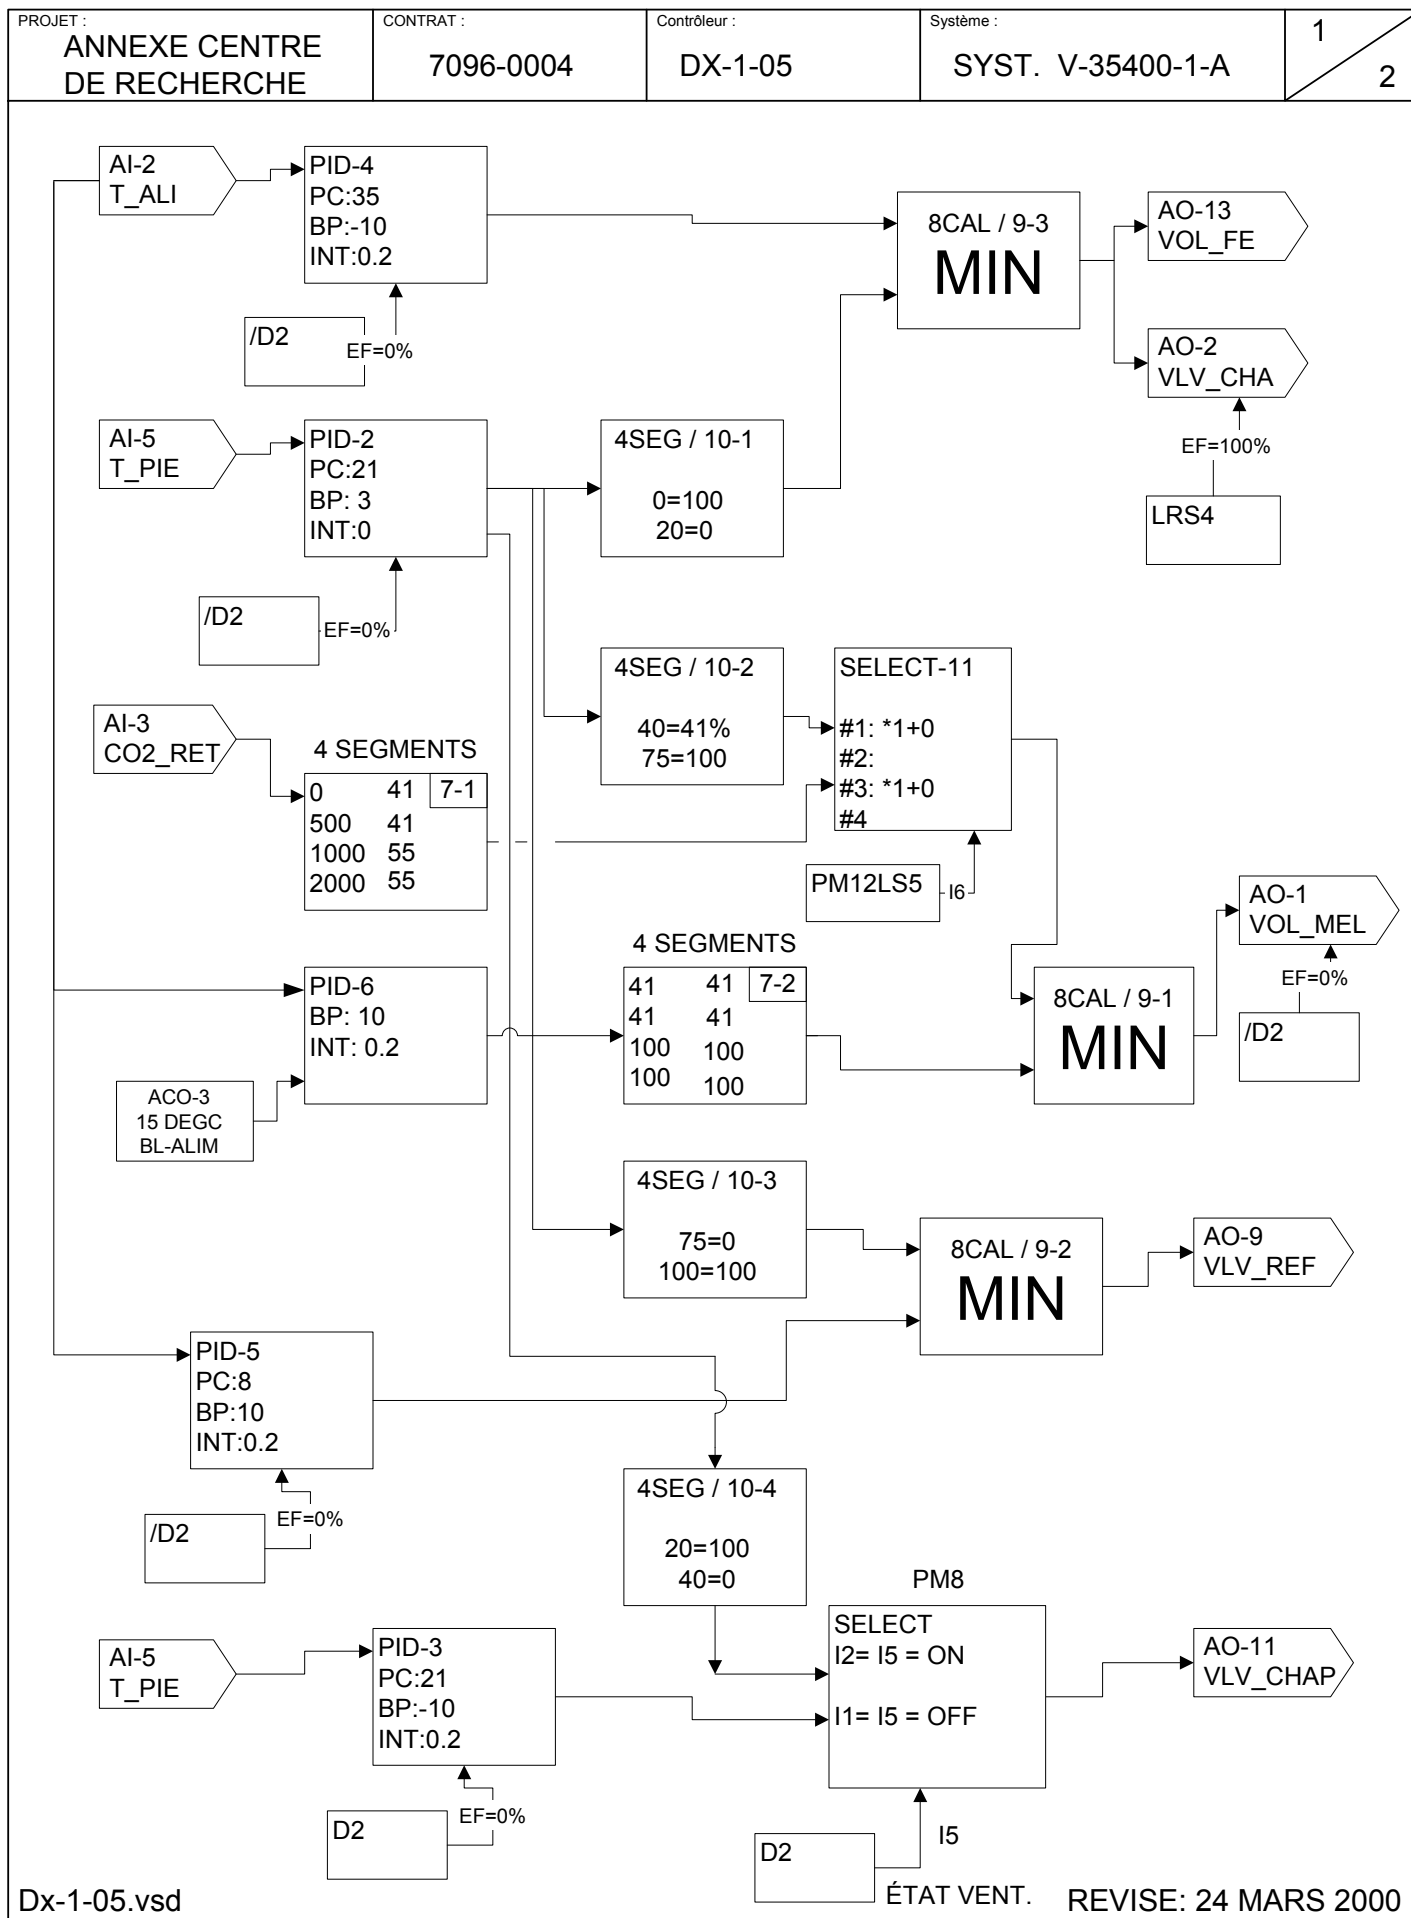 PROJET :
ANNEXE CENTRE
DE RECHERCHE
CONTRAT :
7096-0004
Contrôleur :
DX-1-05
Système :
SYST. V-35400-1-A
1
2
AI-2
T_ALI
PID-4
PC:35
BP:-10
INT:0.2
8CAL / 9-3
MIN
AO-13
VOL_FE
/D2
EF=0%
AO-2
VLV_CHA
EF=100%
LRS4
AI-5
T_PIE
PID-2
PC:21
BP: 3
INT:0
4SEG / 10-1
0=100
20=0
/D2
EF=0%
4SEG / 10-2
40=41%
75=100
SELECT-11
#1: *1+0
#2:
#3: *1+0
#4
AI-3
CO2_RET
4 SEGMENTS
0 41 7-1
500 41
1000 55
2000 55
PM12LS5
I6
AO-1
VOL_MEL
EF=0%
/D2
4 SEGMENTS
41 41 7-2
41 41
100 100
100 100
PID-6
BP: 10
INT: 0.2
8CAL / 9-1
MIN
ACO-3
15 DEGC
BL-ALIM
4SEG / 10-3
75=0
100=100
8CAL / 9-2
MIN
AO-9
VLV_REF
PID-5
PC:8
BP:10
INT:0.2
/D2
EF=0%
4SEG / 10-4
20=100
40=0
PM8
SELECT
I2= I5 = ON
I1= I5 = OFF
AI-5
T_PIE
PID-3
PC:21
BP:-10
INT:0.2
AO-11
VLV_CHAP
D2
EF=0%
D2
I5
ÉTAT VENT.
Dx-1-05.vsd
REVISE: 24 MARS 2000